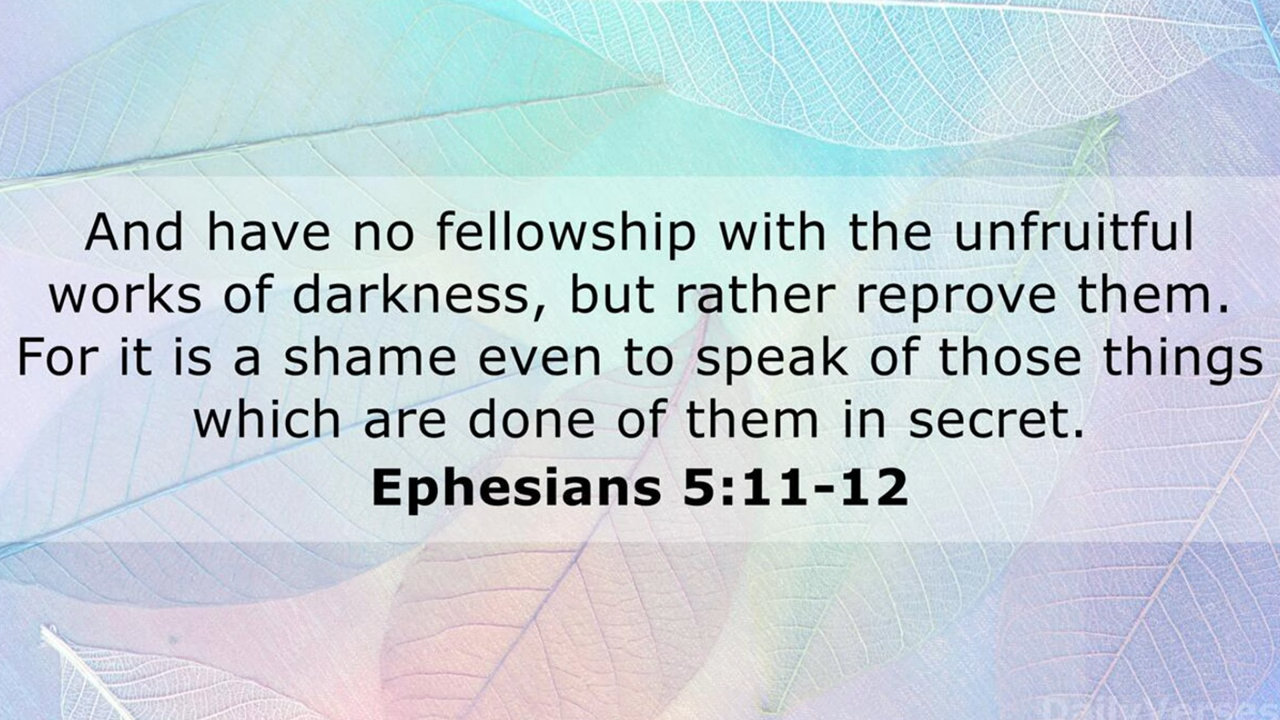 And have no fellowship with the unfruitful
works of darkness, but rather reprove them.
For it is a shame even to speak of those things
which are done of them in secret.
Ephesians 5:11-12
DailyVerses